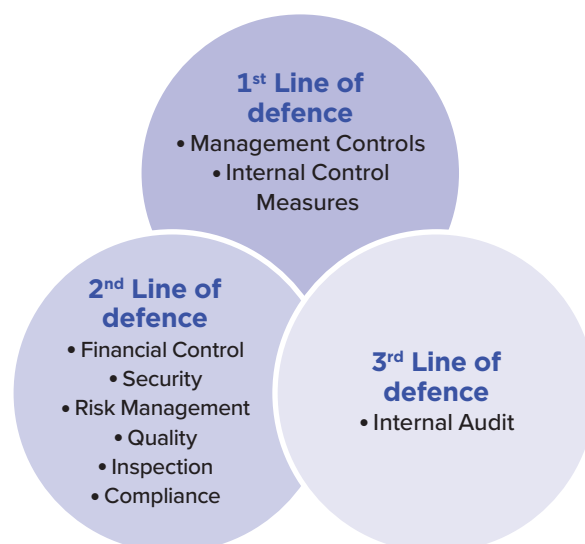 1st Line of
defence
• Management Controls
• Internal Control
Measures
2nd Line of
defence
• Financial Control
• Security
• Risk Management
• Quality
• Inspection
• Compliance
3rd Line of
defence
• Internal Audit